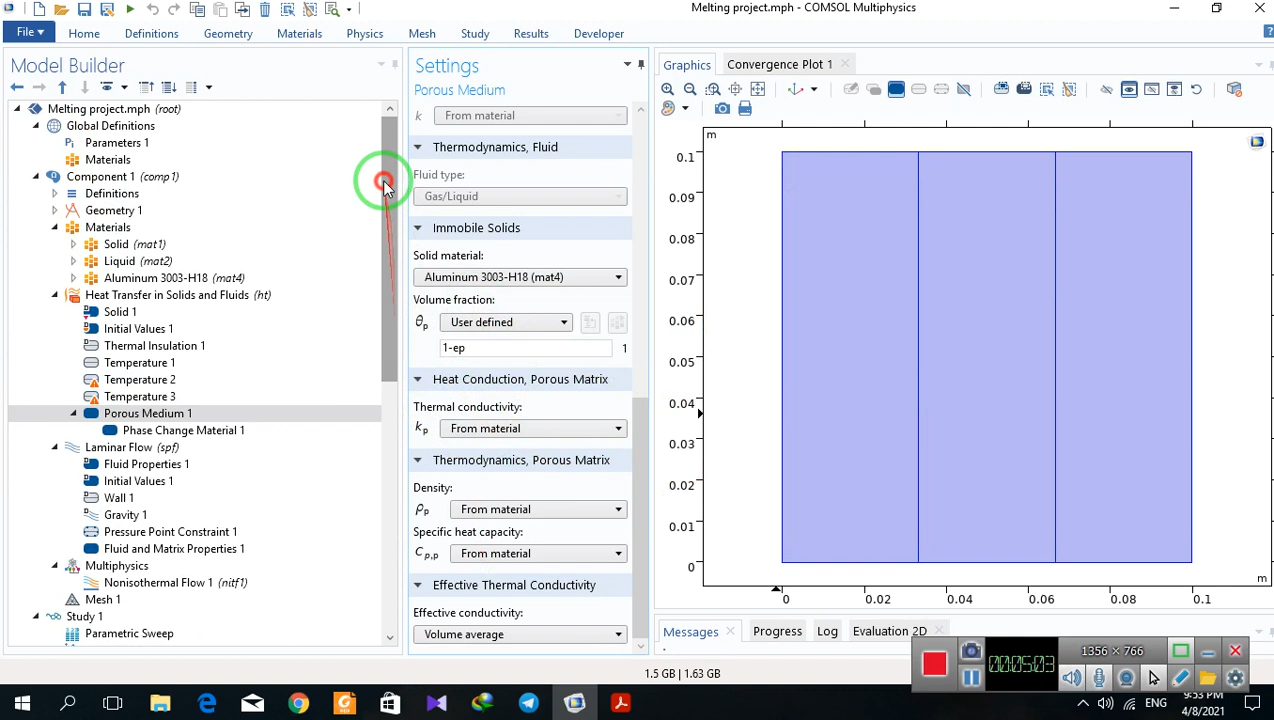 Melting project.mph - COMSOL Multiphysics
File
Home
Definitions
Geometry
Materials
Physics
Mesh
Study
Results
Developer
Model Builder
Melting project.mph (root)
Global Definitions
Pi Parameters 1
Materials
Component 1 (comp1)
Definitions
Geometry 1
Materials
Solid (mat1)
Liquid (mat2)
Aluminum 3003-H18 (mat4)
Heat Transfer in Solids and Fluids (ht)
Solid 1
Initial Values 1
Thermal Insulation 1
Temperature 1
Temperature 2
Temperature 3
Porous Medium 1
Phase Change Material 1
Laminar Flow (spf)
Fluid Properties 1
Initial Values 1
Wall 1
Gravity 1
Pressure Point Constraint 1
Fluid and Matrix Properties 1
Multiphysics
Nonisothermal Flow 1 (nitf1)
Mesh 1
Study 1
Parametric Sweep
Settings
Porous Medium
k From material
Thermodynamics, Fluid
Fluid type:
Gas/Liquid
Immobile Solids
Solid material:
Aluminum 3003-H18 (mat4)
Volume fraction:
θp User defined
1-ep 1
Heat Conduction, Porous Matrix
Thermal conductivity:
kp From material
Thermodynamics, Porous Matrix
Density:
ρp From material
Specific heat capacity:
Cp,p From material
Effective Thermal Conductivity
Effective conductivity:
Volume average
Graphics
Convergence Plot 1
m
0.1
0.09
0.08
0.07
0.06
0.05
0.04
0.03
0.02
0.01
0
m
0 0.02 0.04 0.06 0.08 0.1
Messages
Progress
Log
Evaluation 2D
1356 × 766
00:05:03
1.5 GB | 1.63 GB
ENG
9:53 PM
4/8/2021